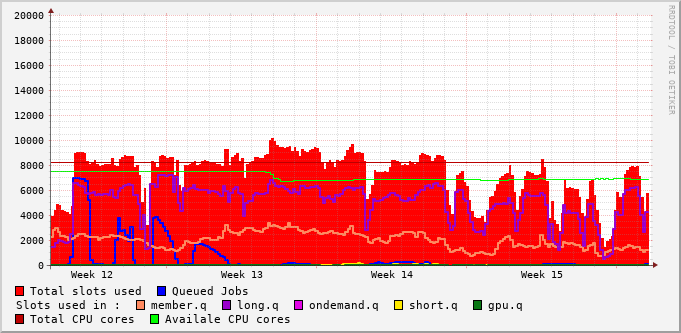 20000
18000
16000
14000
12000
10000
8000
6000
4000
2000
0
Week 12 Week 13 Week 14 Week 15
RRDTOOL / TOBI OETIKER
Total slots used Queued Jobs
Slots used in : member.q long.q ondemand.q short.q gpu.q
Total CPU cores Availale CPU cores